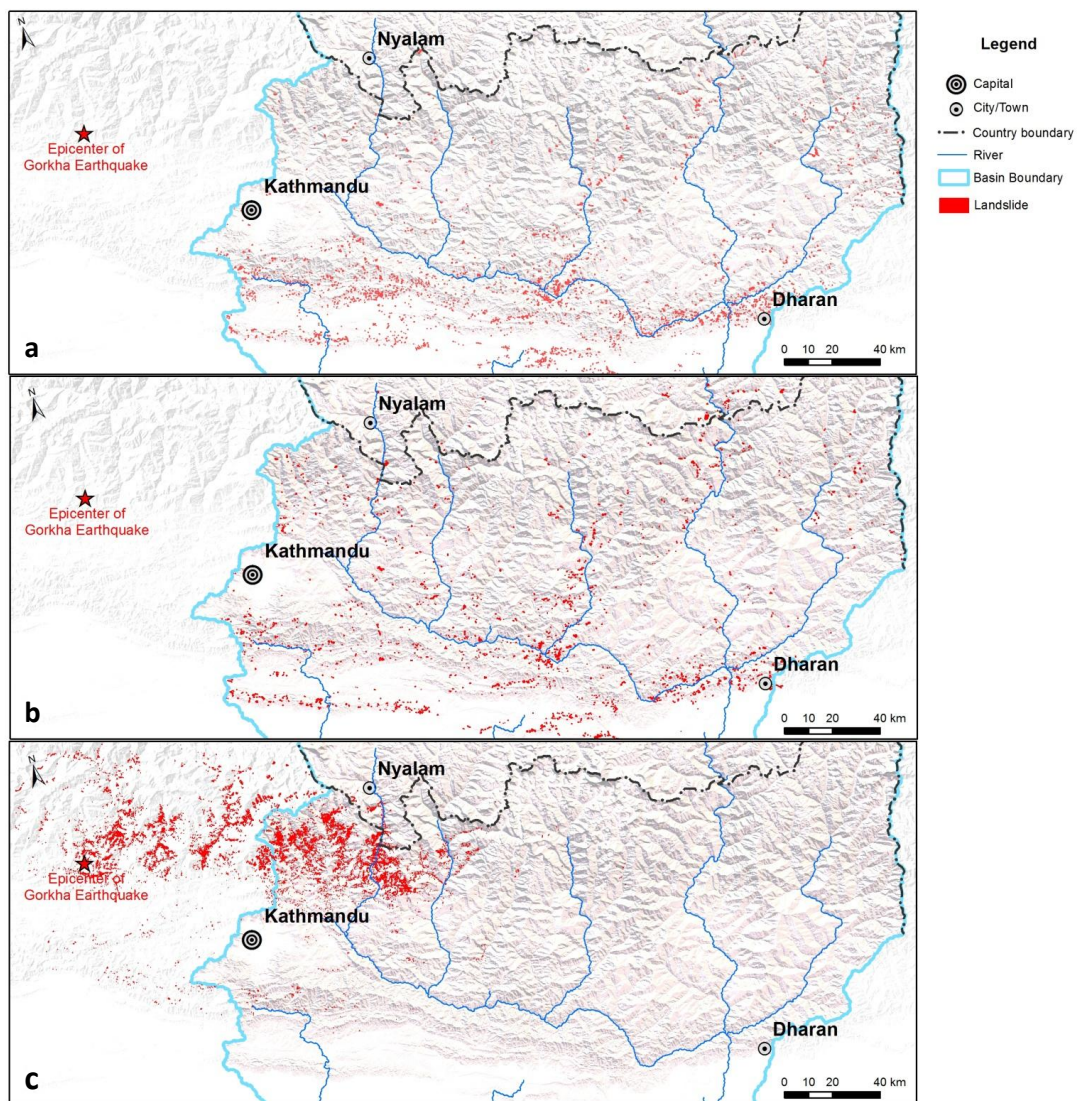 N
Nyalam
Epicenter of
Gorkha Earthquake
Kathmandu
Dharan
a
0 10 20 40 km
N
Nyalam
Epicenter of
Gorkha Earthquake
Kathmandu
Dharan
b
0 10 20 40 km
N
Nyalam
Epicenter of
Gorkha Earthquake
Kathmandu
Dharan
c
0 10 20 40 km
Legend
Capital
City/Town
Country boundary
River
Basin Boundary
Landslide